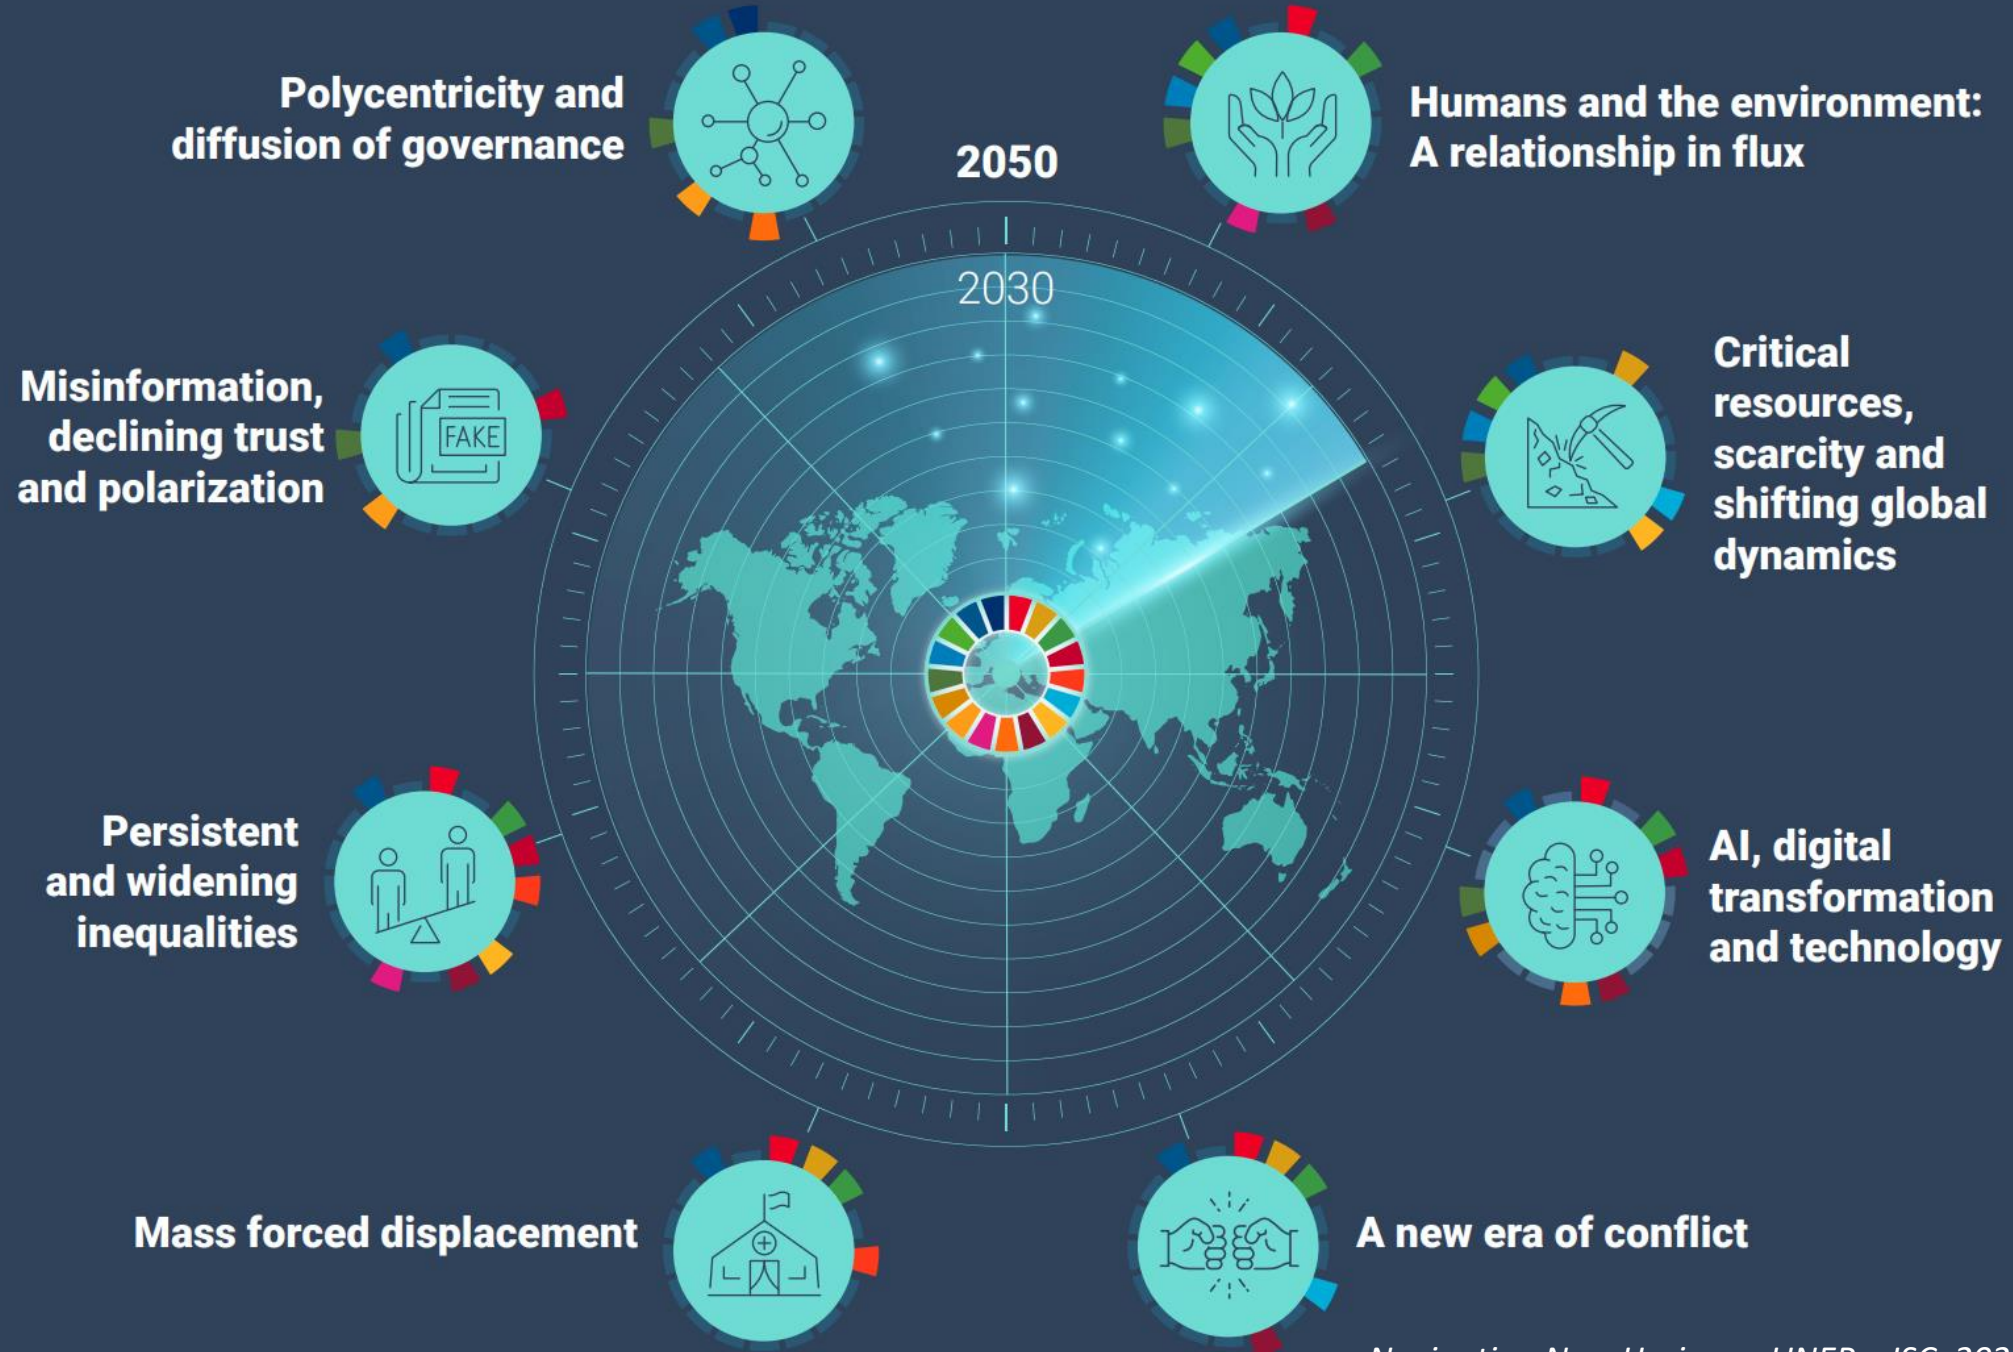 Polycentricity and
diffusion of governance
Humans and the environment:
A relationship in flux
2050
2030
Misinformation,
declining trust
and polarization
FAKE
Critical
resources,
scarcity and
shifting global
dynamics
Persistent
and widening
inequalities
AI, digital
transformation
and technology
Mass forced displacement
A new era of conflict